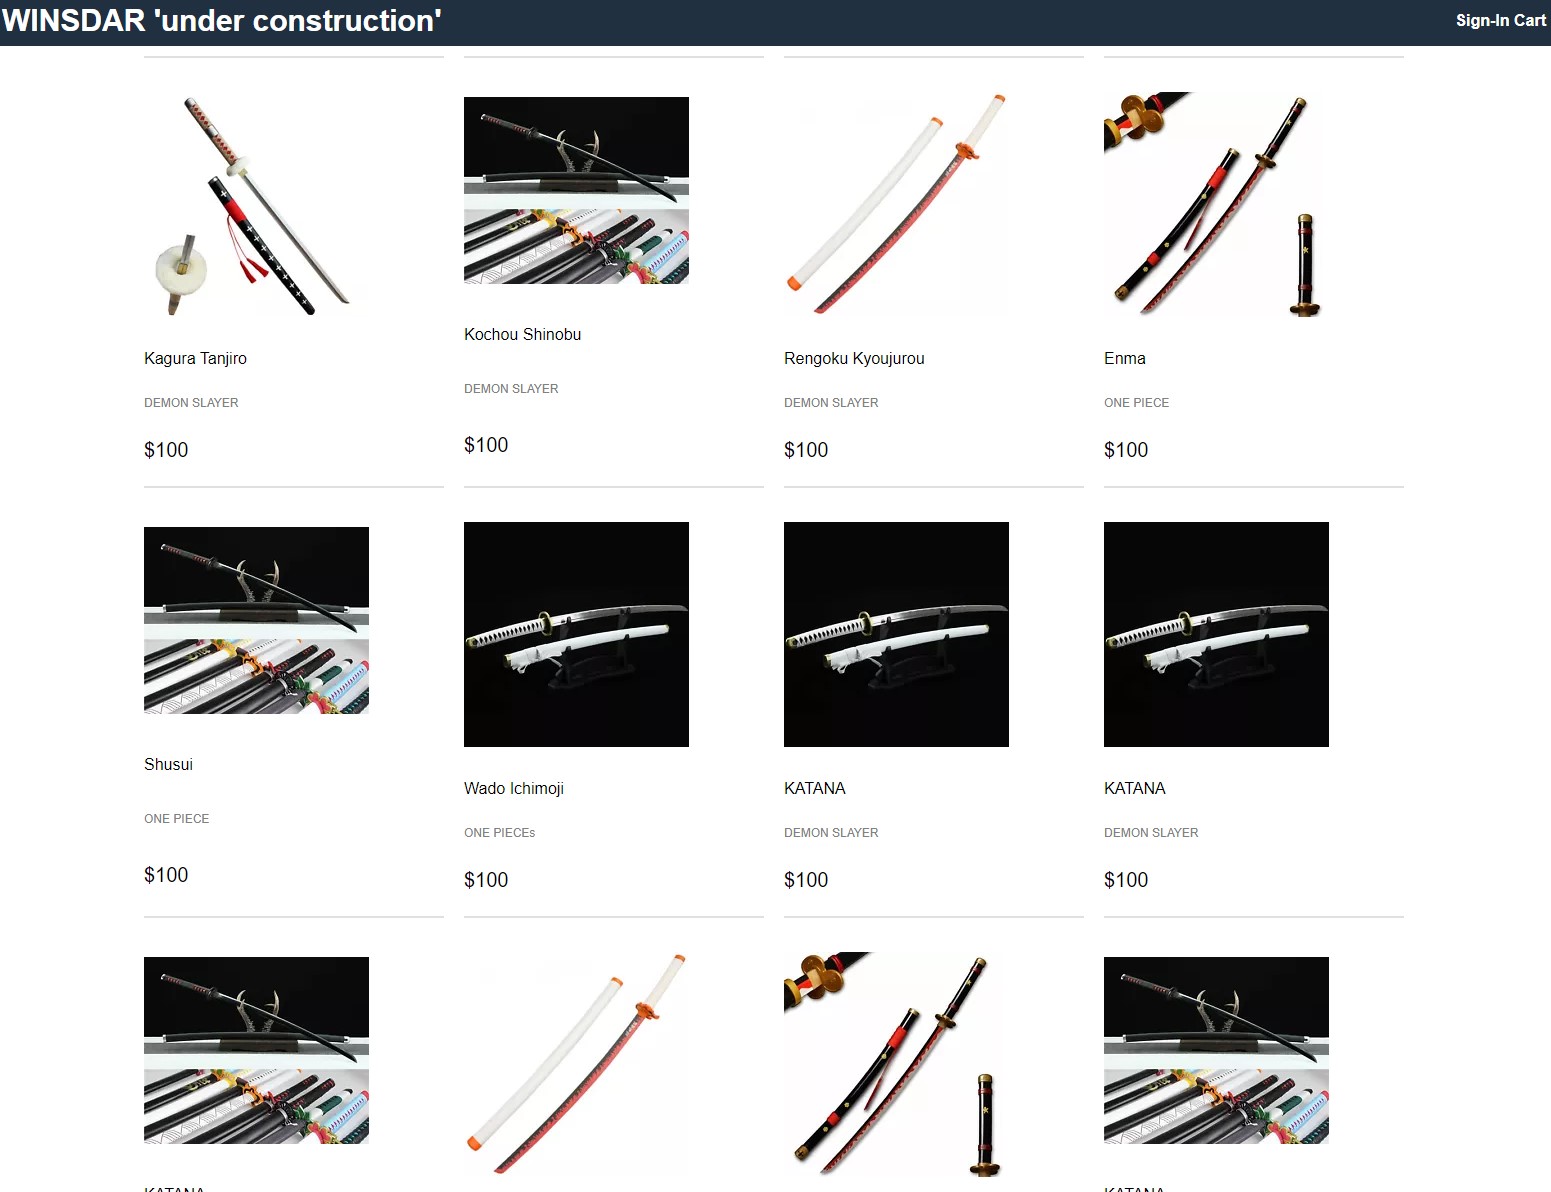 WINSDAR 'under construction'
Sign-In Cart
Kagura Tanjiro
DEMON SLAYER
$100
Kochou Shinobu
DEMON SLAYER
$100
Rengoku Kyoujurou
DEMON SLAYER
$100
Enma
ONE PIECE
$100
Shusui
ONE PIECE
$100
Wado Ichimoji
ONE PIECEs
$100
KATANA
DEMON SLAYER
$100
KATANA
DEMON SLAYER
$100
KATANA
KATANA